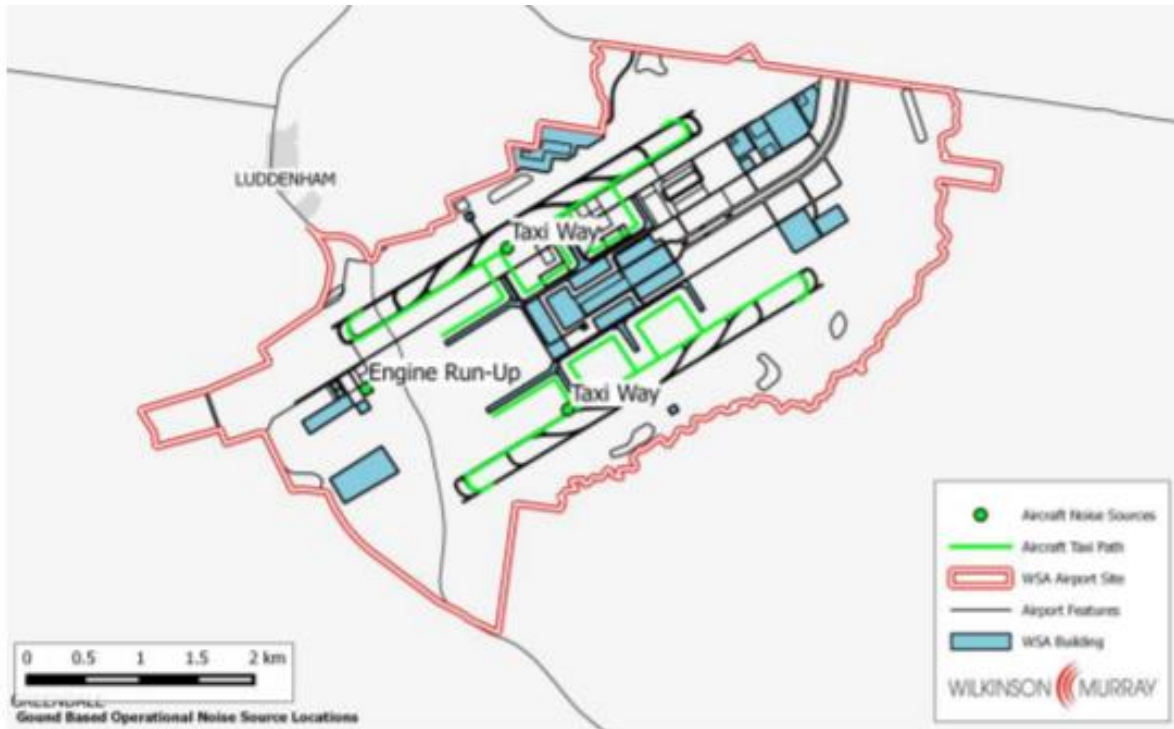 LUDDENHAM
Taxi Way
Engine Run-Up
Taxi Way
Aircraft Noise Sources
Aircraft Taxi Path
WSA Airport Site
Airport Features
WSA Building
WILKINSON MURRAY
0 0.5 1 1.5 2 km
Gound Based Operational Noise Source Locations